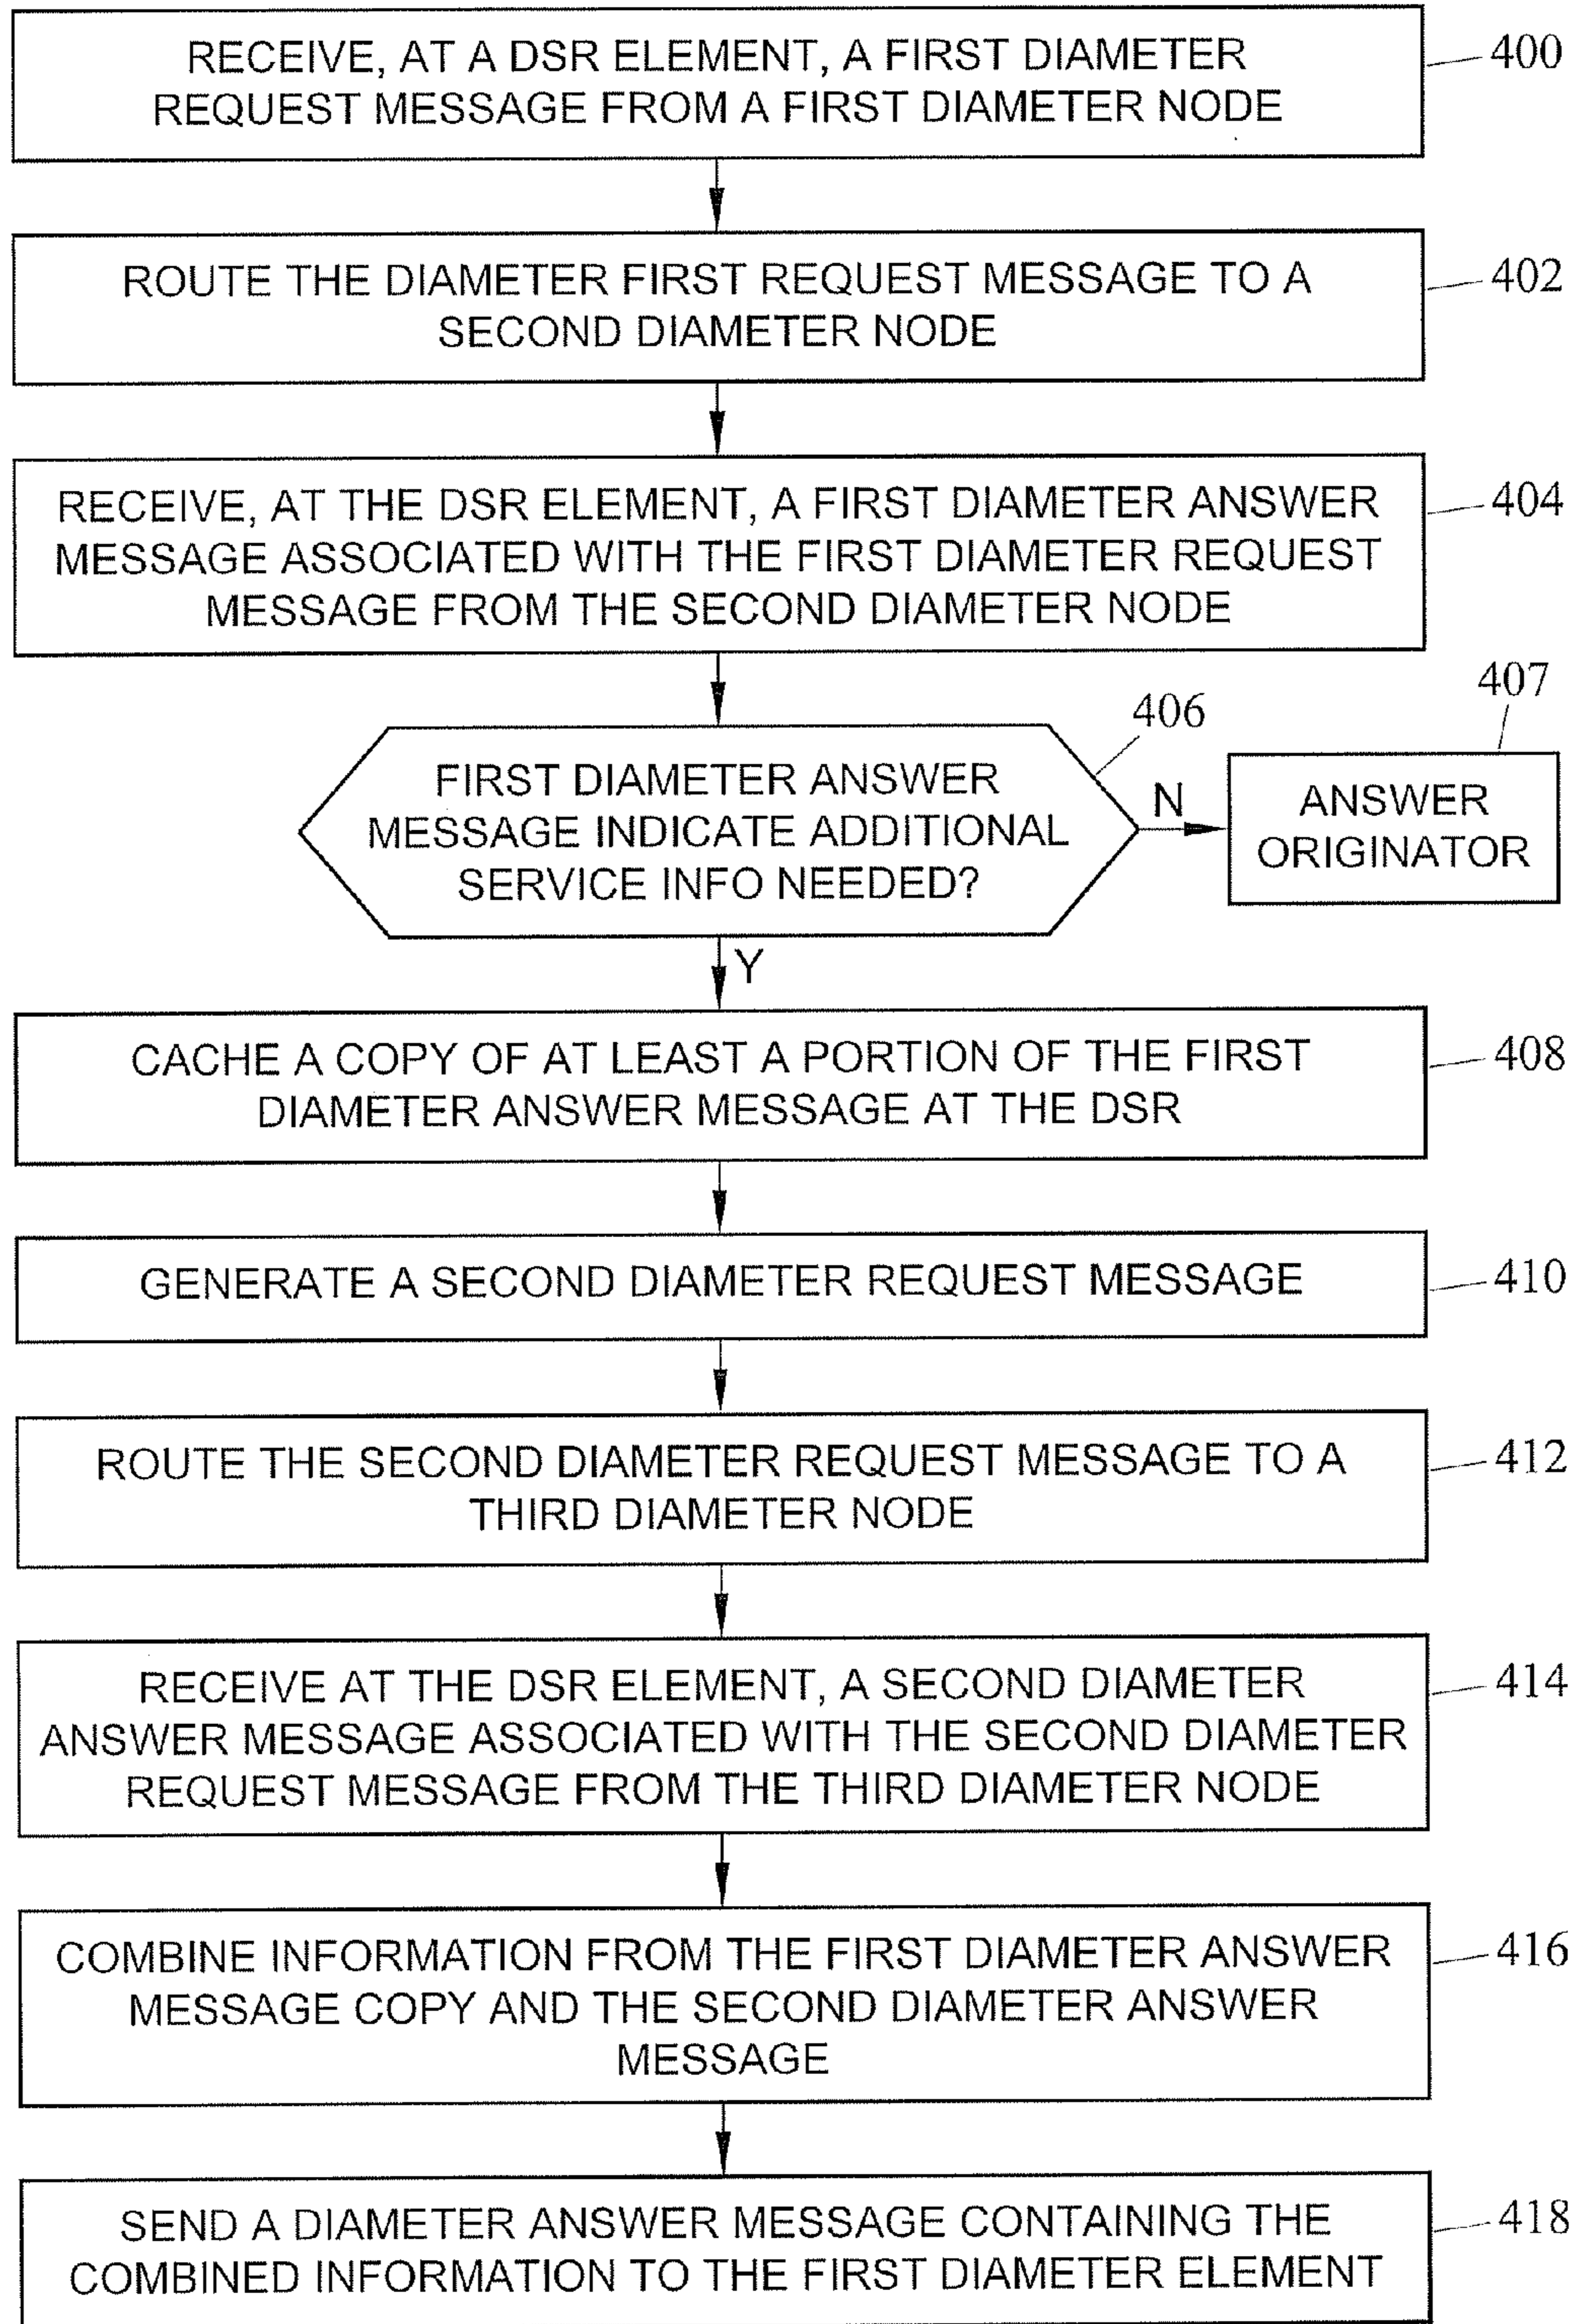 RECEIVE, AT A DSR ELEMENT, A FIRST DIAMETER
REQUEST MESSAGE FROM A FIRST DIAMETER NODE
400
ROUTE THE DIAMETER FIRST REQUEST MESSAGE TO A
SECOND DIAMETER NODE
402
RECEIVE, AT THE DSR ELEMENT, A FIRST DIAMETER ANSWER
MESSAGE ASSOCIATED WITH THE FIRST DIAMETER REQUEST
MESSAGE FROM THE SECOND DIAMETER NODE
404
FIRST DIAMETER ANSWER
MESSAGE INDICATE ADDITIONAL
SERVICE INFO NEEDED?
406
N
407
ANSWER
ORIGINATOR
Y
CACHE A COPY OF AT LEAST A PORTION OF THE FIRST
DIAMETER ANSWER MESSAGE AT THE DSR
408
GENERATE A SECOND DIAMETER REQUEST MESSAGE
410
ROUTE THE SECOND DIAMETER REQUEST MESSAGE TO A
THIRD DIAMETER NODE
412
RECEIVE AT THE DSR ELEMENT, A SECOND DIAMETER
ANSWER MESSAGE ASSOCIATED WITH THE SECOND DIAMETER
REQUEST MESSAGE FROM THE THIRD DIAMETER NODE
414
COMBINE INFORMATION FROM THE FIRST DIAMETER ANSWER
MESSAGE COPY AND THE SECOND DIAMETER ANSWER
MESSAGE
416
SEND A DIAMETER ANSWER MESSAGE CONTAINING THE
COMBINED INFORMATION TO THE FIRST DIAMETER ELEMENT
418